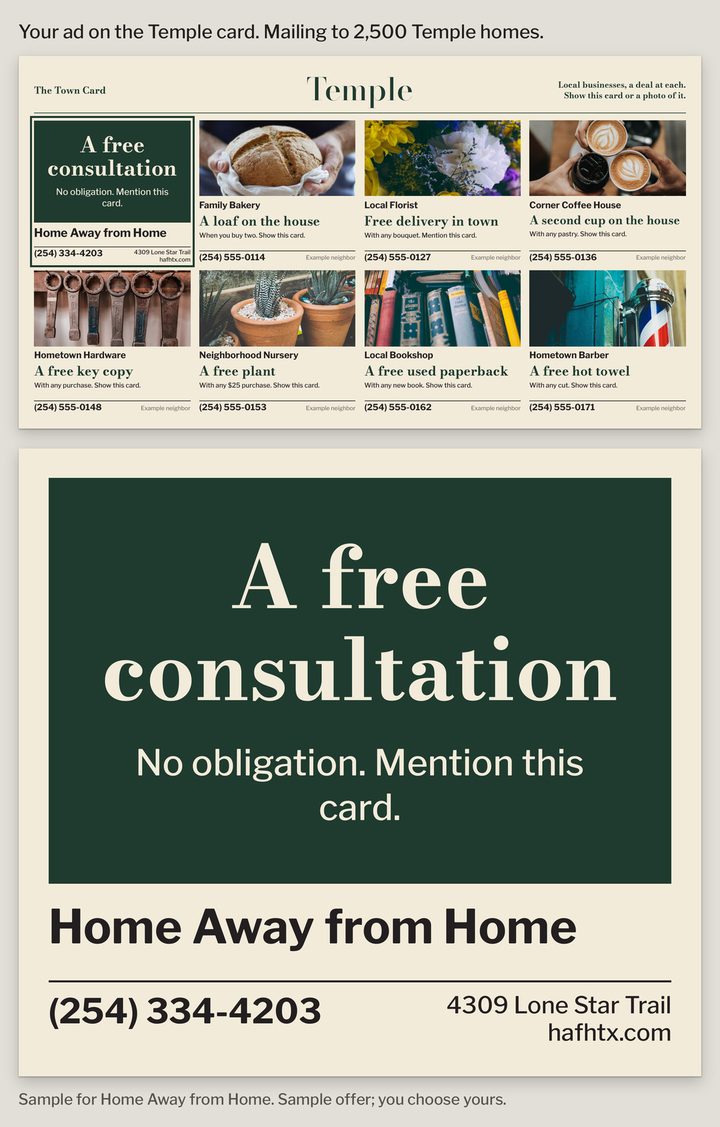 Your ad on the Temple card. Mailing to 2,500 Temple homes.
The Town Card
Temple
Local businesses, a deal at each.
Show this card or a photo of it.
A free
consultation
No obligation. Mention this
card.
Home Away from Home
(254) 334-4203
4309 Lone Star Trail
hafhtx.com
Family Bakery
A loaf on the house
When you buy two. Show this card.
(254) 555-0114
Example neighbor
Local Florist
Free delivery in town
With any bouquet. Mention this card.
(254) 555-0127
Example neighbor
Corner Coffee House
A second cup on the house
With any pastry. Show this card.
(254) 555-0136
Example neighbor
Hometown Hardware
A free key copy
With any purchase. Show this card.
(254) 555-0148
Example neighbor
Neighborhood Nursery
A free plant
With any $25 purchase. Show this card.
(254) 555-0153
Example neighbor
Local Bookshop
A free used paperback
With any new book. Show this card.
(254) 555-0162
Example neighbor
Hometown Barber
A free hot towel
With any cut. Show this card.
(254) 555-0171
Example neighbor
A free
consultation
No obligation. Mention this
card.
Home Away from Home
(254) 334-4203
4309 Lone Star Trail
hafhtx.com
Sample for Home Away from Home. Sample offer; you choose yours.